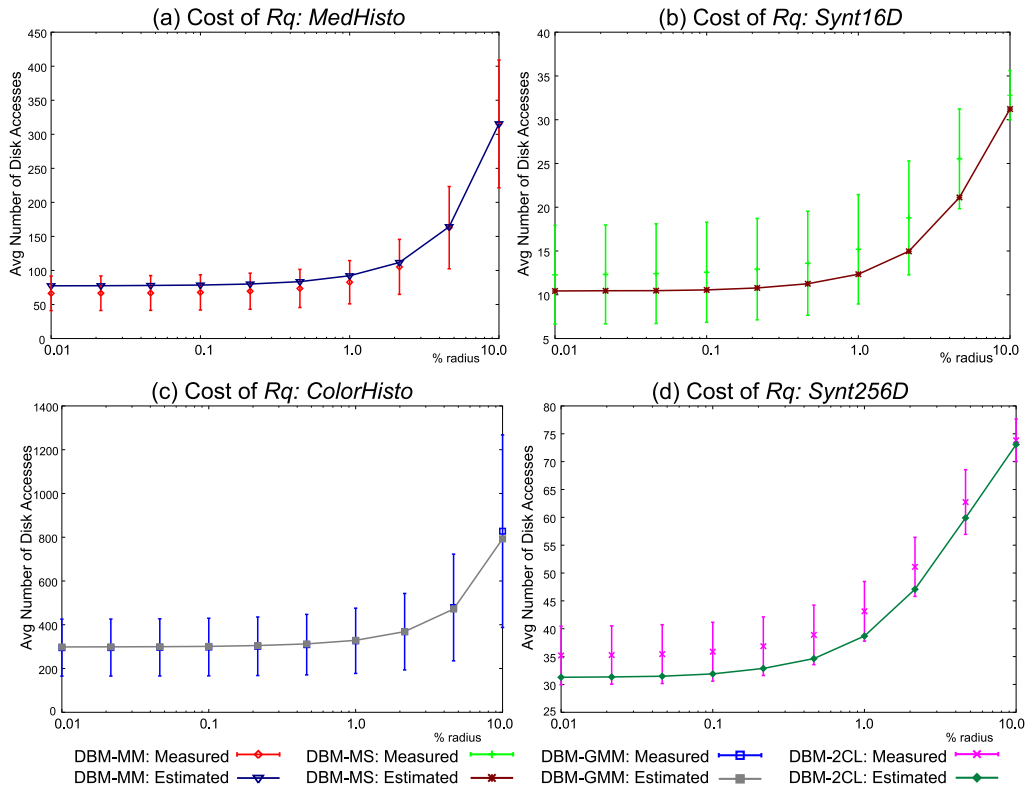 (a) Cost of Rq: MedHisto
Avg Number of Disk Accesses
450
400
350
300
250
200
150
100
50
0
0.01
0.1
1.0
10.0
% radius
(b) Cost of Rq: Synt16D
Avg Number of Disk Accesses
40
35
30
25
20
15
10
5
0.01
0.1
1.0
10.0
% radius
(c) Cost of Rq: ColorHisto
Avg Number of Disk Accesses
1400
1200
1000
800
600
400
200
0
0.01
0.1
1.0
10.0
% radius
(d) Cost of Rq: Synt256D
Avg Number of Disk Accesses
80
75
70
65
60
55
50
45
40
35
30
25
0.01
0.1
1.0
10.0
% radius
DBM-MM: Measured
DBM-MS: Measured
DBM-GMM: Measured
DBM-2CL: Measured
DBM-MM: Estimated
DBM-MS: Estimated
DBM-GMM: Estimated
DBM-2CL: Estimated